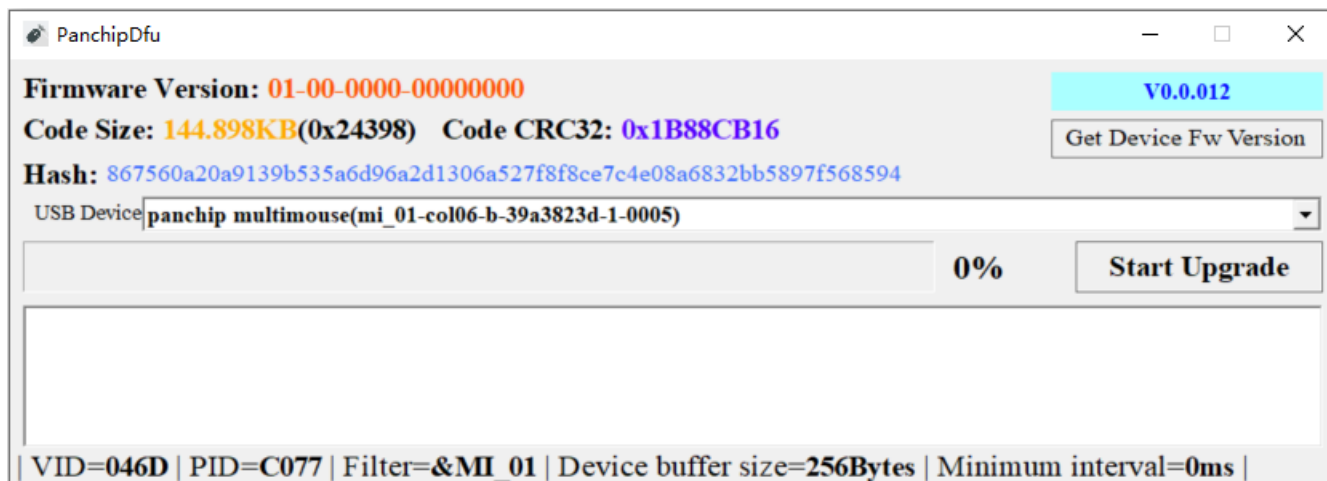 PanchipDfu
Firmware Version: 01-00-0000-00000000
V0.0.012
Code Size: 144.898KB(0x24398) Code CRC32: 0x1B88CB16
Get Device Fw Version
Hash: 867560a20a9139b535a6d96a2d1306a527f8f8ce7c4e08a6832bb5897f568594
USB Device panchip multimouse(mi_01-col06-b-39a3823d-1-0005)
0%
Start Upgrade
| VID=046D | PID=C077 | Filter=&MI_01 | Device buffer size=256Bytes | Minimum interval=0ms |